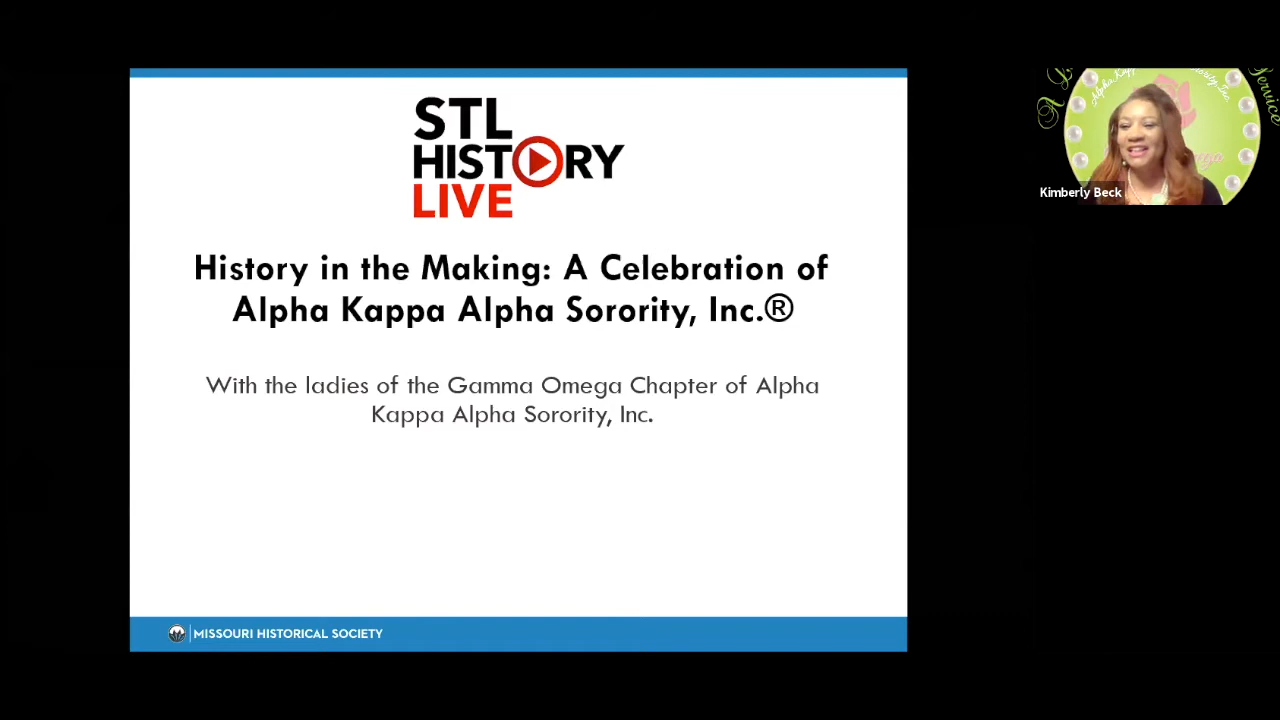 STL
HISTORY
LIVE
History in the Making: A Celebration of
Alpha Kappa Alpha Sorority, Inc.®
With the ladies of the Gamma Omega Chapter of Alpha
Kappa Alpha Sorority, Inc.
MISSOURI HISTORICAL SOCIETY
Service
Kimberly Beck